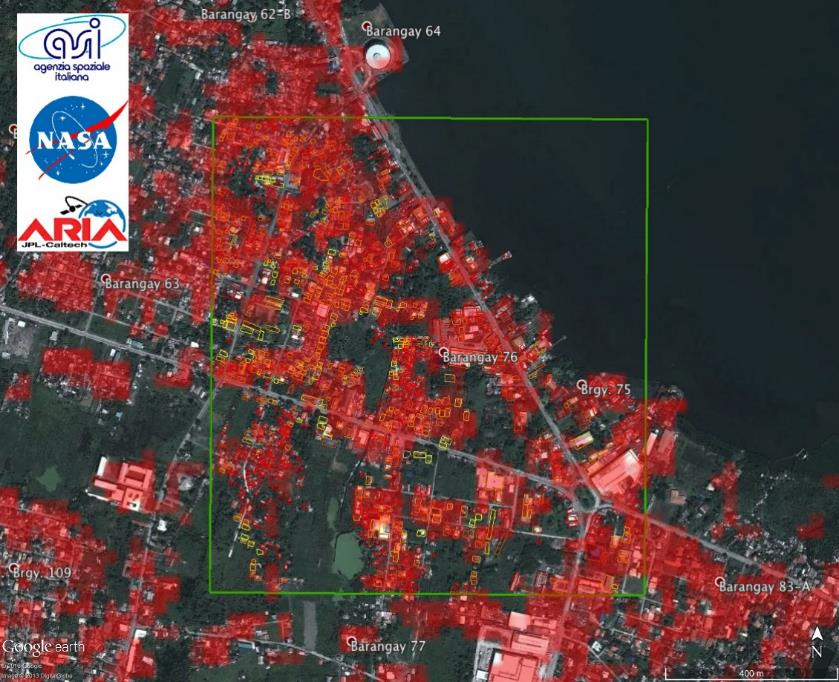 Barangay 62-B
Barangay 64
asi
agenzia spaziale
italiana
NASA
ARIA
JPL-Caltech
Barangay 63
Barangay 76
Brgy. 75
Brgy. 109
Barangay 83-A
Barangay 77
Google earth
400 m
N